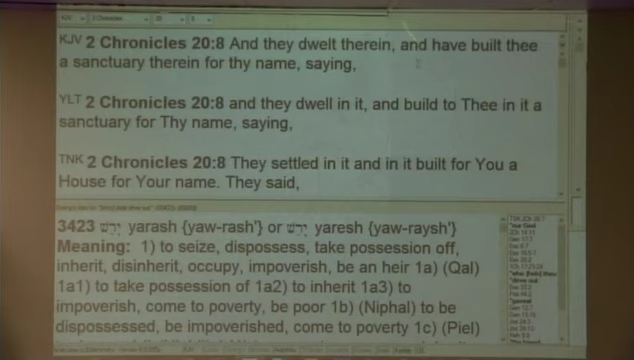 KJV 2 Chronicles 20 8
KJV 2 Chronicles 20:8 And they dwelt therein, and have built thee
a sanctuary therein for thy name, saying,
YLT 2 Chronicles 20:8 and they dwell in it, and build to Thee in it a
sanctuary for Thy name, saying,
TNK 2 Chronicles 20:8 They settled in it and in it built for You a
House for Your name. They said,
3423 יָרַשׁ yarash {yaw-rash'} or יָרֵשׁ yaresh {yaw-raysh'}
Meaning: 1) to seize, dispossess, take possession off,
inherit, disinherit, occupy, impoverish, be an heir 1a) (Qal)
1a1) to take possession of 1a2) to inherit 1a3) to
impoverish, come to poverty, be poor 1b) (Niphal) to be
dispossessed, be impoverished, come to poverty 1c) (Piel)